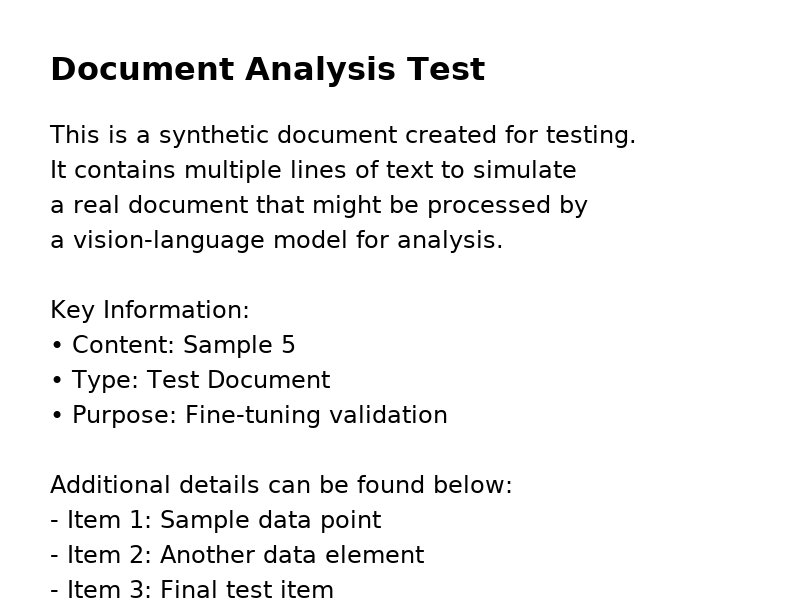 Document Analysis Test
This is a synthetic document created for testing.
It contains multiple lines of text to simulate
a real document that might be processed by
a vision-language model for analysis.
Key Information:
• Content: Sample 5
• Type: Test Document
• Purpose: Fine-tuning validation
Additional details can be found below:
- Item 1: Sample data point
- Item 2: Another data element
- Item 3: Final test item